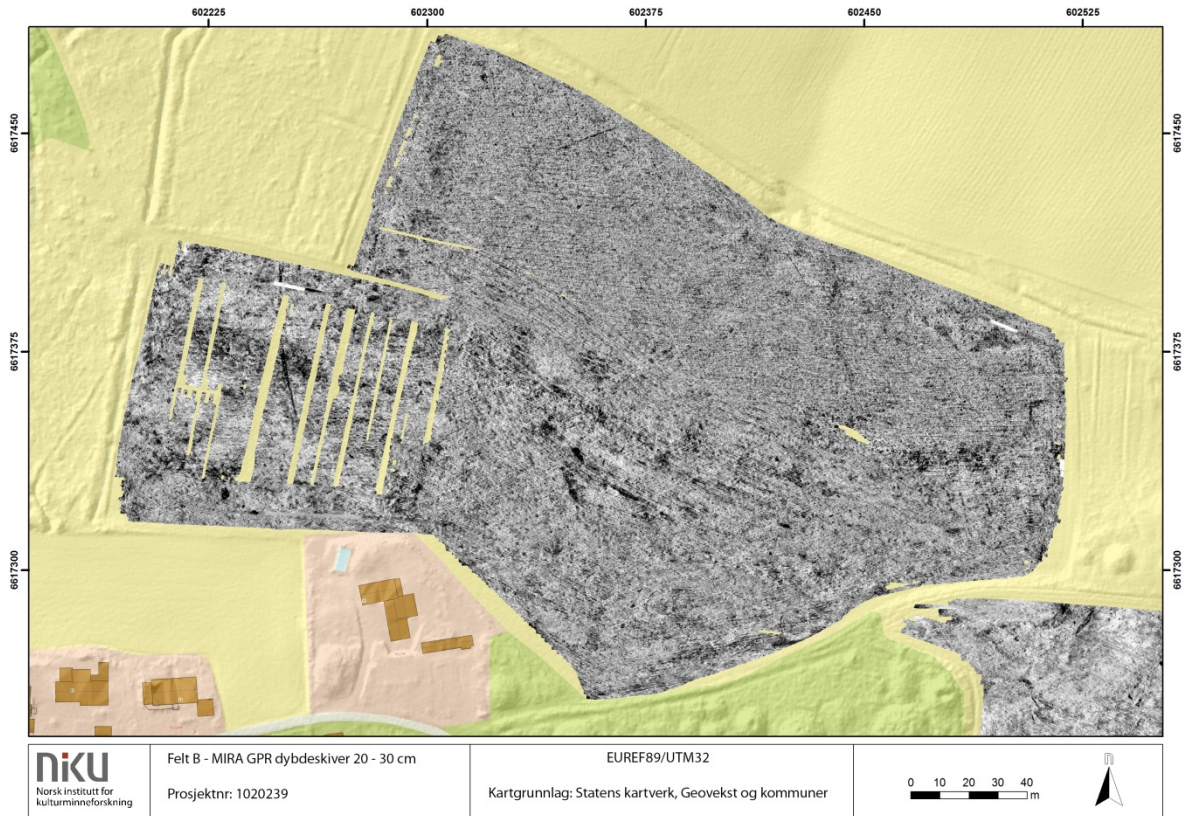 602225
602300
602375
602450
602525
6617450
6617450
6617375
6617375
6617300
6617300
niku
Norsk institutt for
kulturminneforskning
Felt B - MIRA GPR dybdeskiver 20 - 30 cm
Prosjektnr: 1020239
EUREF89/UTM32
Kartgrunnlag: Statens kartverk, Geovekst og kommuner
0 10 20 30 40
m
n